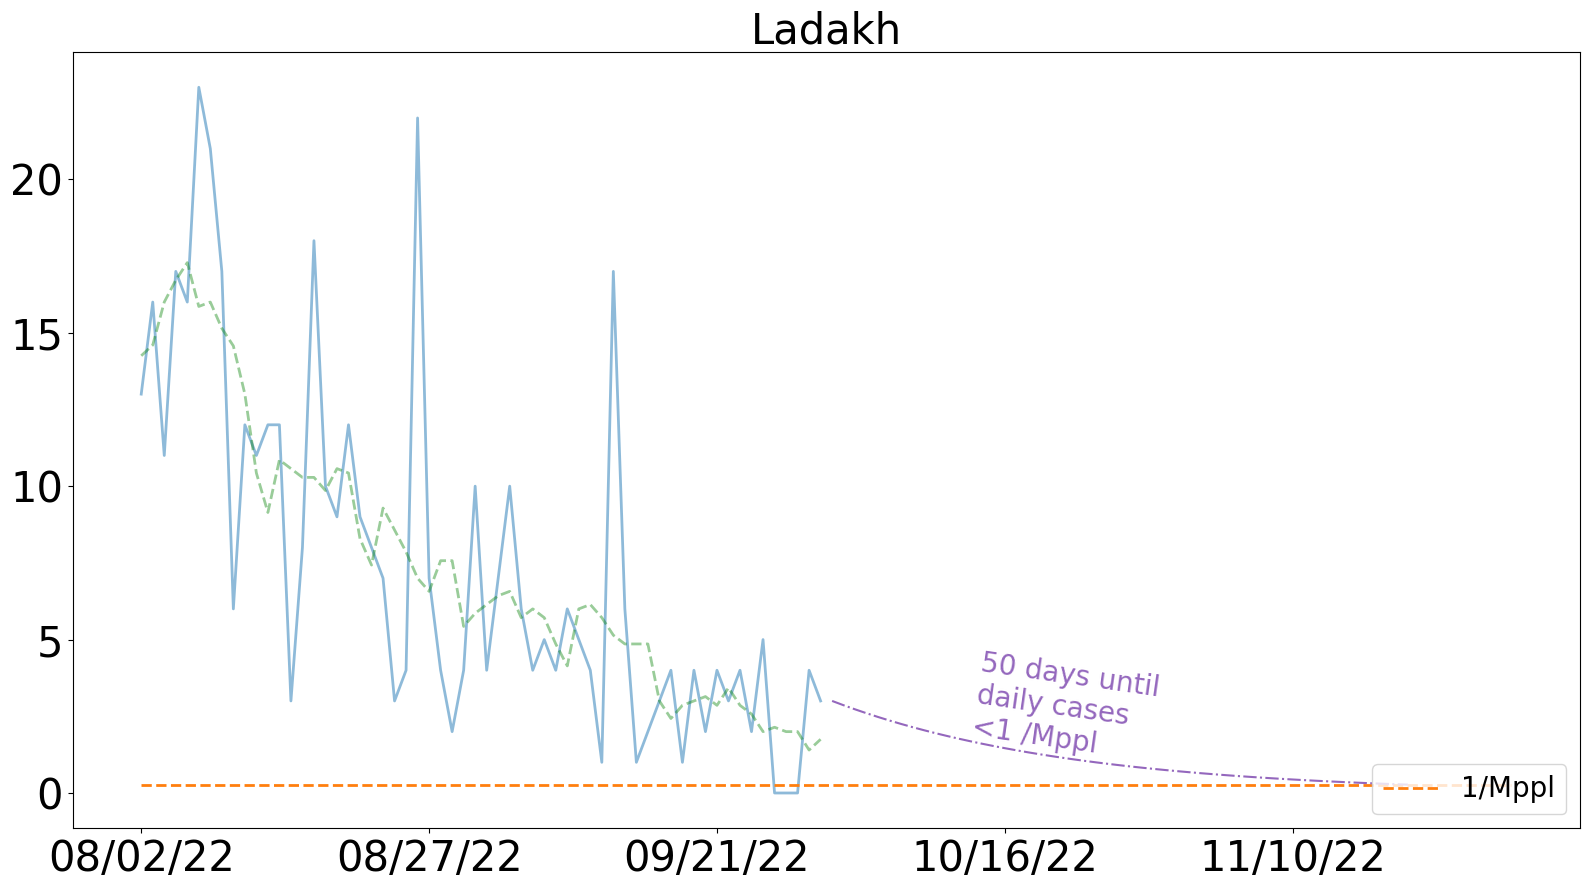 Ladakh
20
15
10
5
0
50 days until
daily cases
<1 /Mppl
1/Mppl
08/02/22
08/27/22
09/21/22
10/16/22
11/10/22